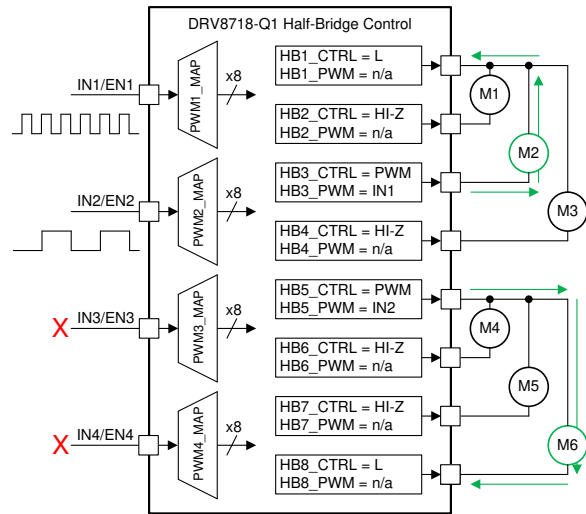 DRV8718-Q1 Half-Bridge Control
IN1/EN1
PWM1_MAP
x8
HB1_CTRL = L
HB1_PWM = n/a
M1
HB2_CTRL = HI-Z
HB2_PWM = n/a
M2
IN2/EN2
PWM2_MAP
x8
HB3_CTRL = PWM
HB3_PWM = IN1
HB4_CTRL = HI-Z
HB4_PWM = n/a
M3
IN3/EN3
X
PWM3_MAP
x8
HB5_CTRL = PWM
HB5_PWM = IN2
M4
HB6_CTRL = HI-Z
HB6_PWM = n/a
M5
IN4/EN4
X
PWM4_MAP
x8
HB7_CTRL = HI-Z
HB7_PWM = n/a
HB8_CTRL = L
HB8_PWM = n/a
M6